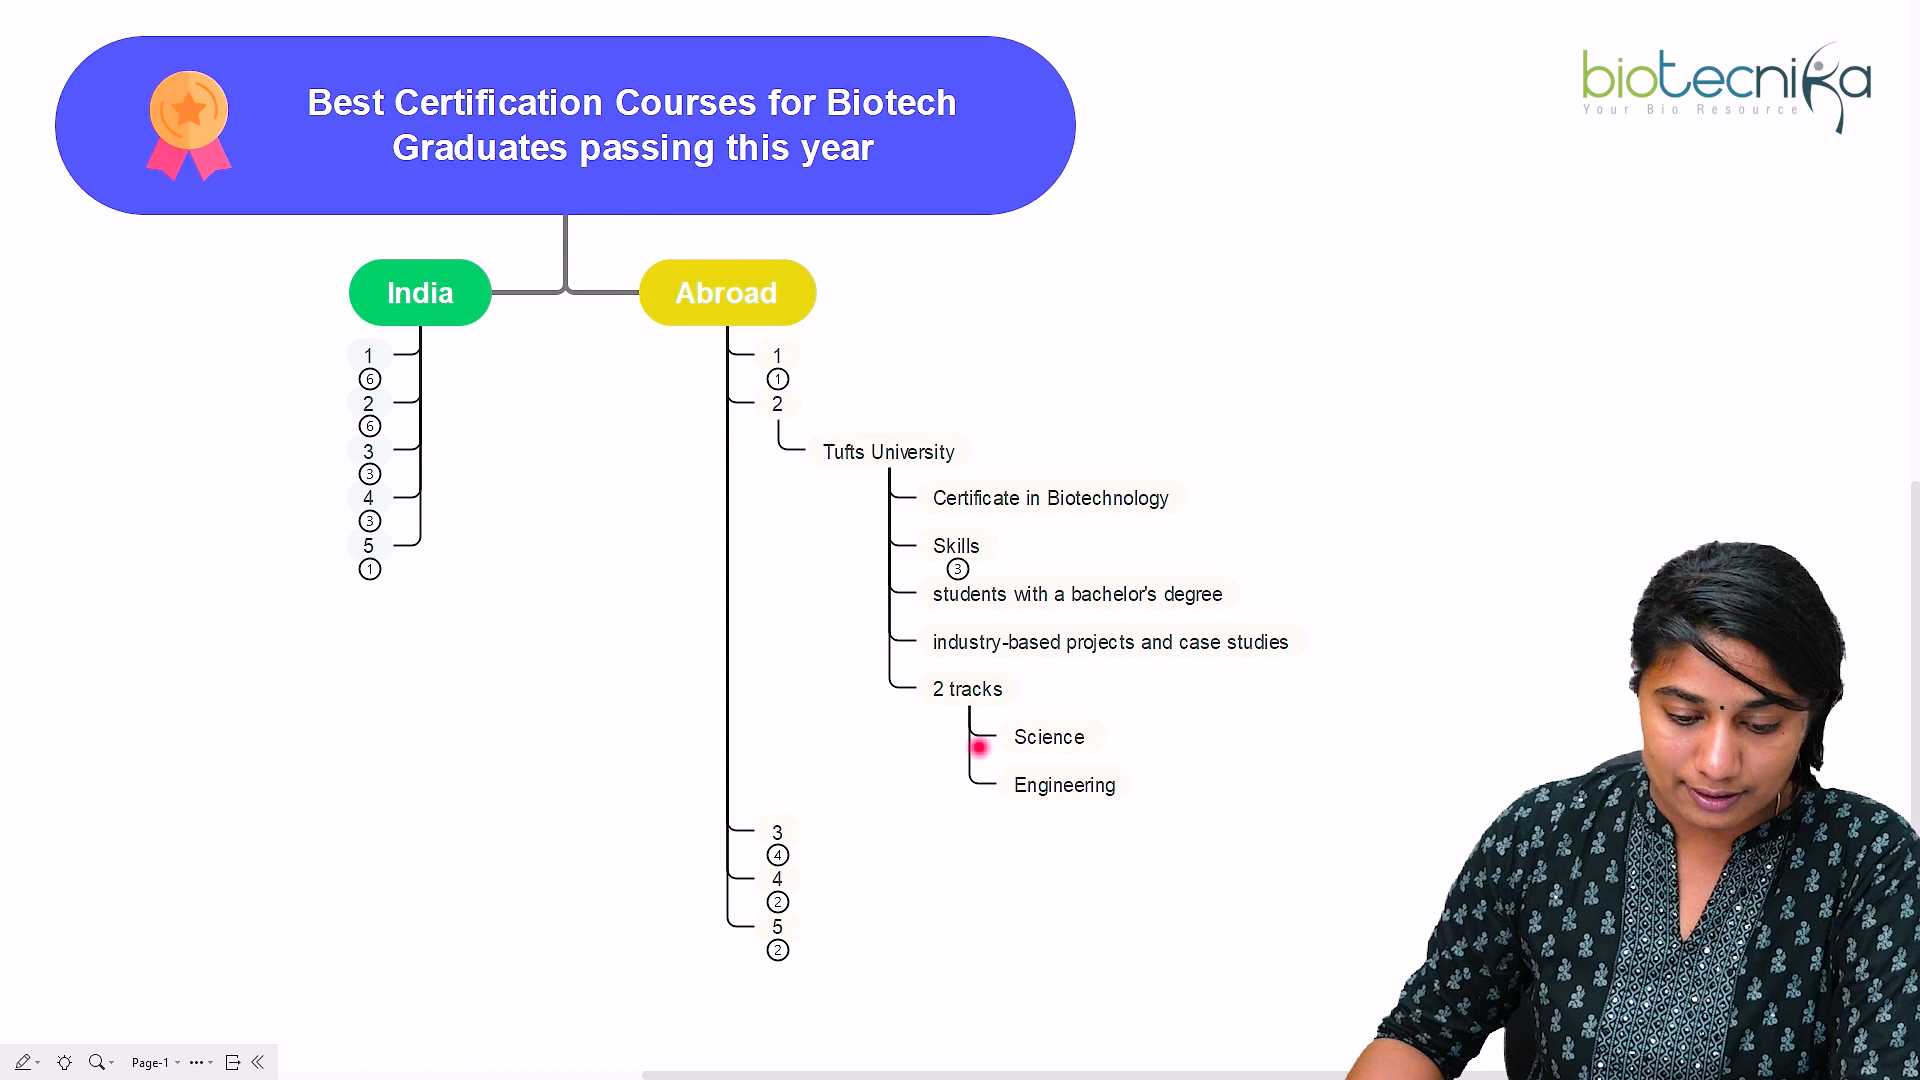 Best Certification Courses for Biotech
Graduates passing this year
biotecnika
Your Bio Resource
India
Abroad
1
6
2
6
3
3
4
3
5
1
1
1
2
Tufts University
Certificate in Biotechnology
Skills
3
students with a bachelor's degree
industry-based projects and case studies
2 tracks
Science
Engineering
3
4
4
2
5
2
Page-1